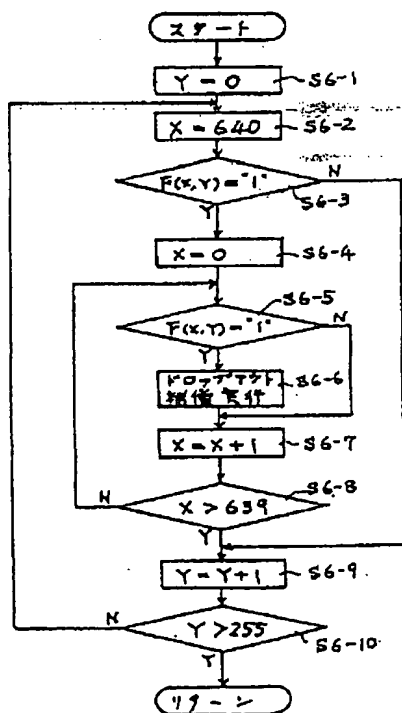 スタート
Y = 0 S6-1
X = 640 S6-2
F(X,Y)="1" N S6-3
Y
X = 0 S6-4
S6-5
F(X,Y)="1" N
Y
ドロップアウト
補償実行 S6-6
X = X + 1 S6-7
S6-8
N X > 639
Y
Y = Y + 1 S6-9
N Y > 255 S6-10
Y
リターン